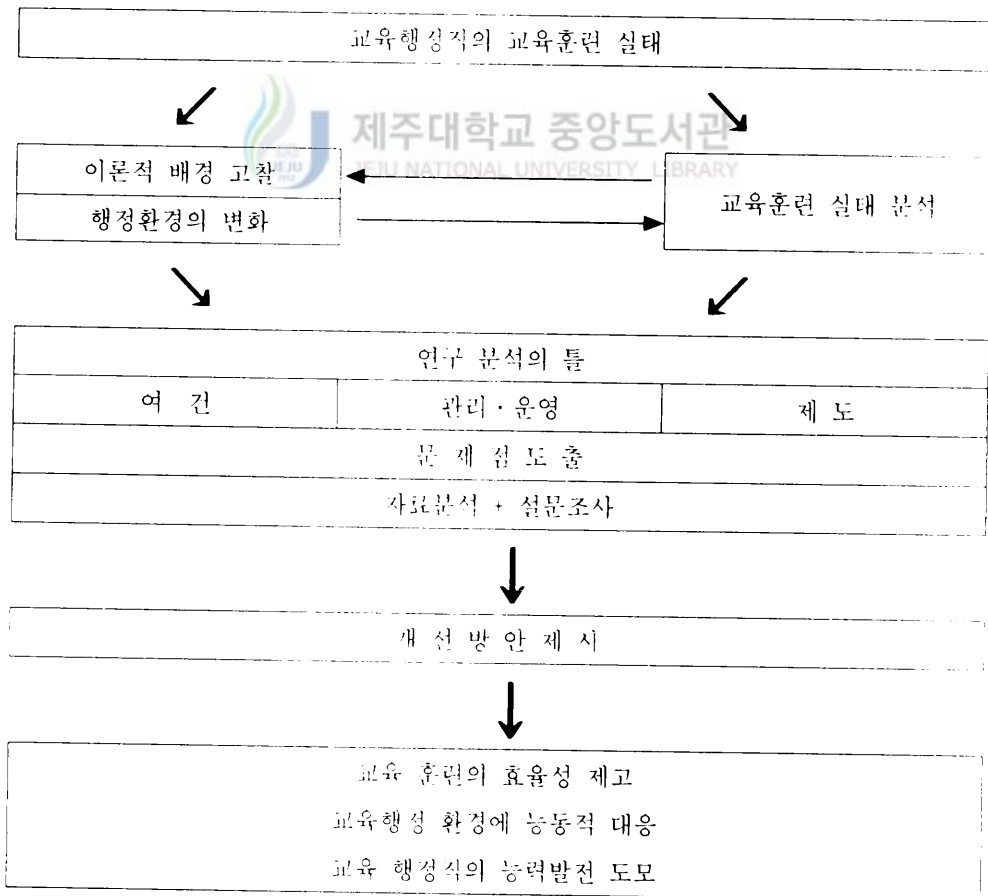 교육행정직의 교육훈련 실태
제주대학교 중앙도서관
JEJU NATIONAL UNIVERSITY LIBRARY
JEJU
1952
이론적 배경 고찰
행정환경의 변화
교육훈련 실태 분석
연구 분석의 틀
여 건
관리 · 운영
제 도
문 제 점 도 출
자료분석 + 설문조사
개 선 방 안 제 시
교육 훈련의 효율성 제고
교육행정 환경에 능동적 대응
교육 행정직의 능력발전 도모